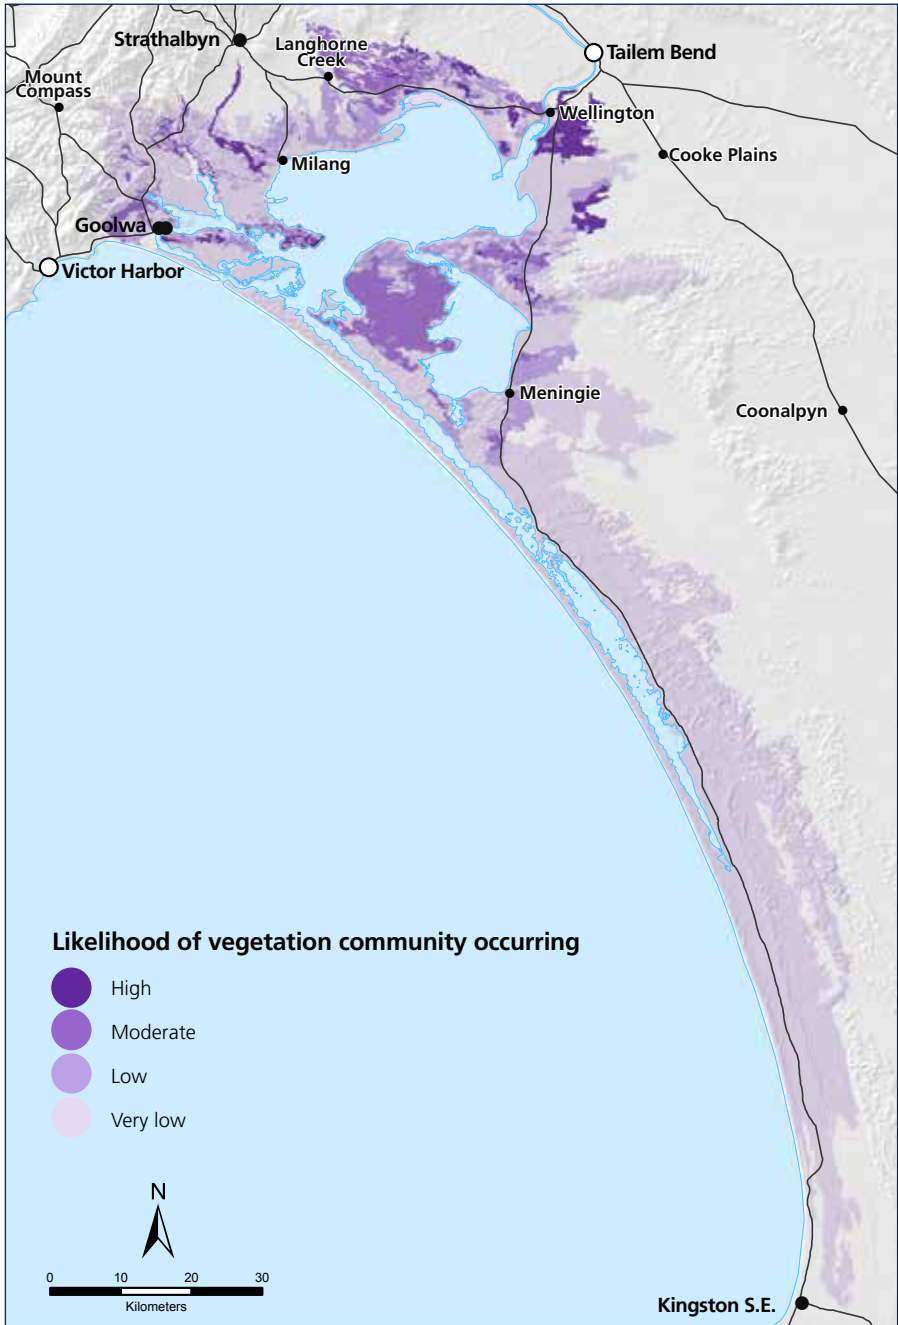 Strathalbyn
Langhorne
Creek
Tailem Bend
Mount
Compass
Wellington
Milang
Cooke Plains
Goolwa
Victor Harbor
Meningie
Coonalpyn
Likelihood of vegetation community occurring
High
Moderate
Low
Very low
N
0 10 20 30
Kilometers
Kingston S.E.